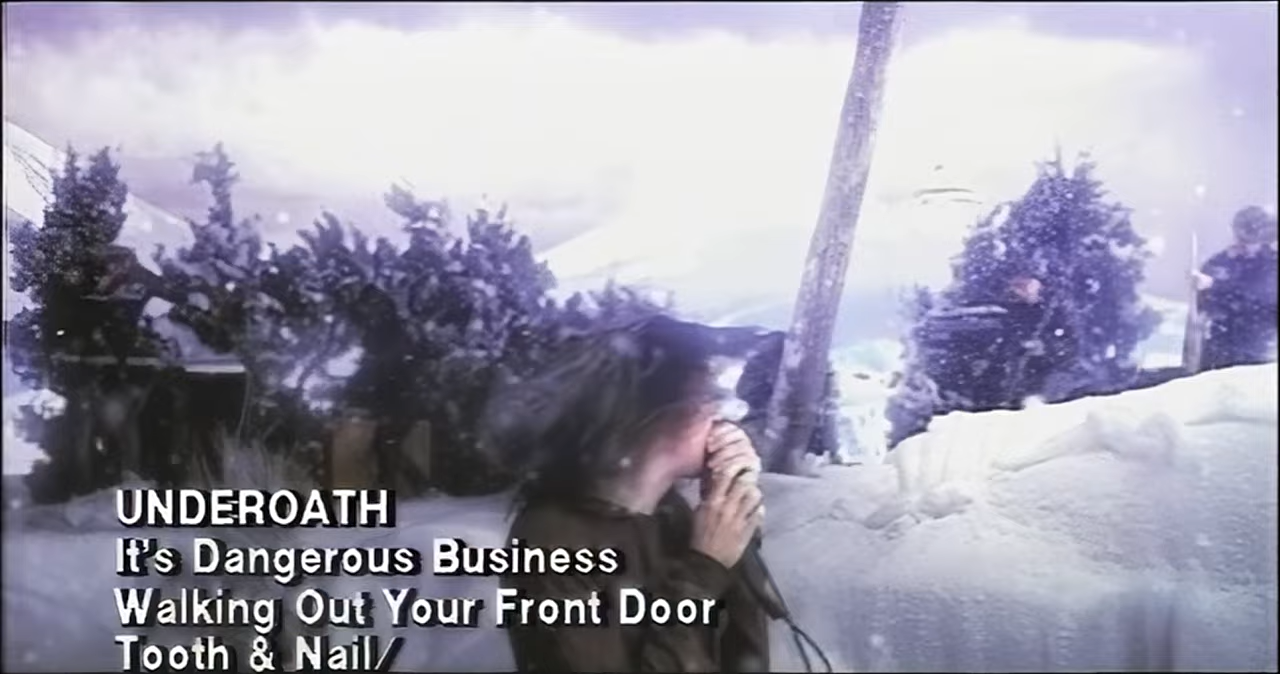 UNDEROATH
It's Dangerous Business
Walking Out Your Front Door
Tooth & Nail/